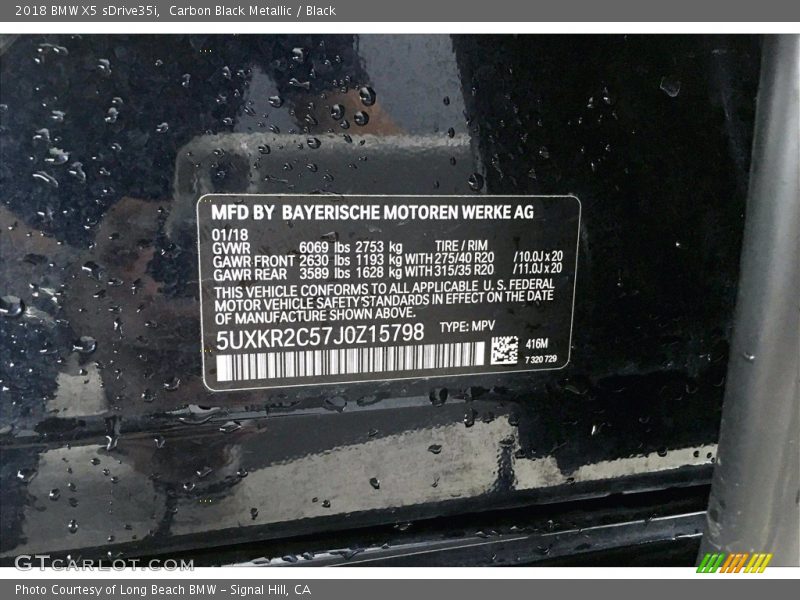 2018 BMW X5 sDrive35i, Carbon Black Metallic / Black
MFD BY BAYERISCHE MOTOREN WERKE AG
01/18
GVWR 6069 lbs 2753 kg TIRE / RIM
GAWR FRONT 2630 lbs 1193 kg WITH 275/40 R20 /10.0J x 20
GAWR REAR 3589 lbs 1628 kg WITH 315/35 R20 /11.0J x 20
THIS VEHICLE CONFORMS TO ALL APPLICABLE U. S. FEDERAL
MOTOR VEHICLE SAFETY STANDARDS IN EFFECT ON THE DATE
OF MANUFACTURE SHOWN ABOVE.
5UXKR2C57J0Z15798 TYPE: MPV
416M
7 320 729
GTCARLOT.COM
Photo Courtesy of Long Beach BMW - Signal Hill, CA